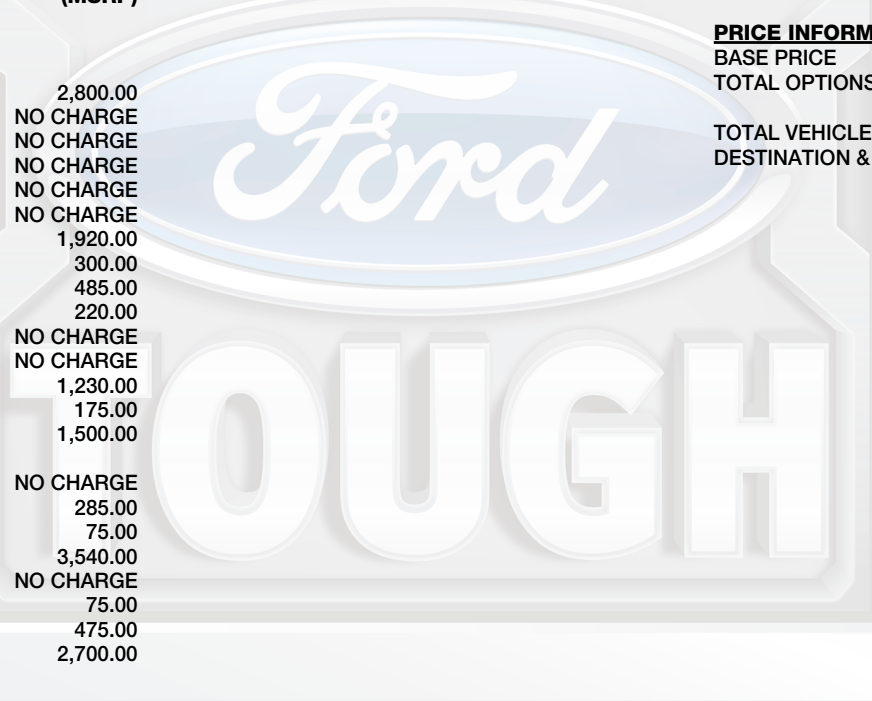 (MSRP)
2,800.00
NO CHARGE
NO CHARGE
NO CHARGE
NO CHARGE
NO CHARGE
1,920.00
300.00
485.00
220.00
NO CHARGE
NO CHARGE
1,230.00
175.00
1,500.00
NO CHARGE
285.00
75.00
3,540.00
NO CHARGE
75.00
475.00
2,700.00
PRICE INFORM
BASE PRICE
TOTAL OPTIONS
TOTAL VEHICLE
DESTINATION &
Ford
TOUGH